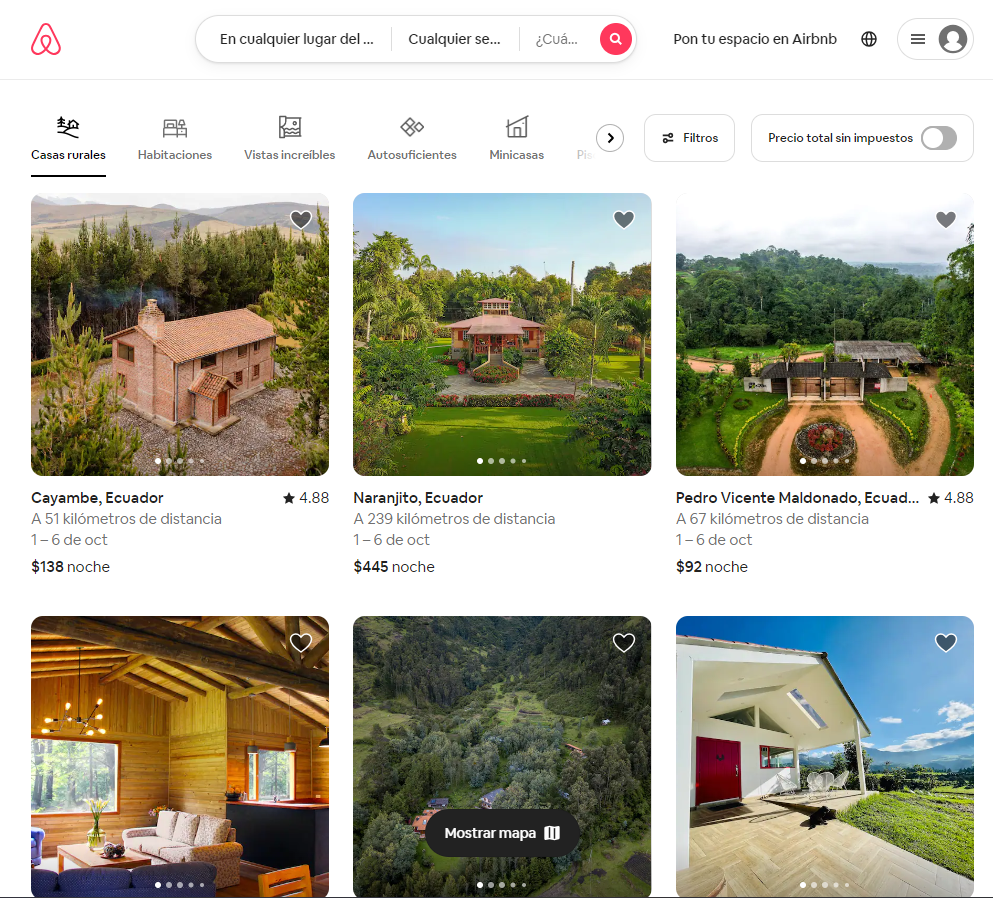 En cualquier lugar del ... Cualquier se... ¿Cuá... Pon tu espacio en Airbnb
Casas rurales Habitaciones Vistas increíbles Autosuficientes Minicasas Filtros Precio total sin impuestos
Cayambe, Ecuador 4.88
A 51 kilómetros de distancia
1 – 6 de oct
$138 noche
Naranjito, Ecuador
A 239 kilómetros de distancia
1 – 6 de oct
$445 noche
Pedro Vicente Maldonado, Ecuad... 4.88
A 67 kilómetros de distancia
1 – 6 de oct
$92 noche
Mostrar mapa